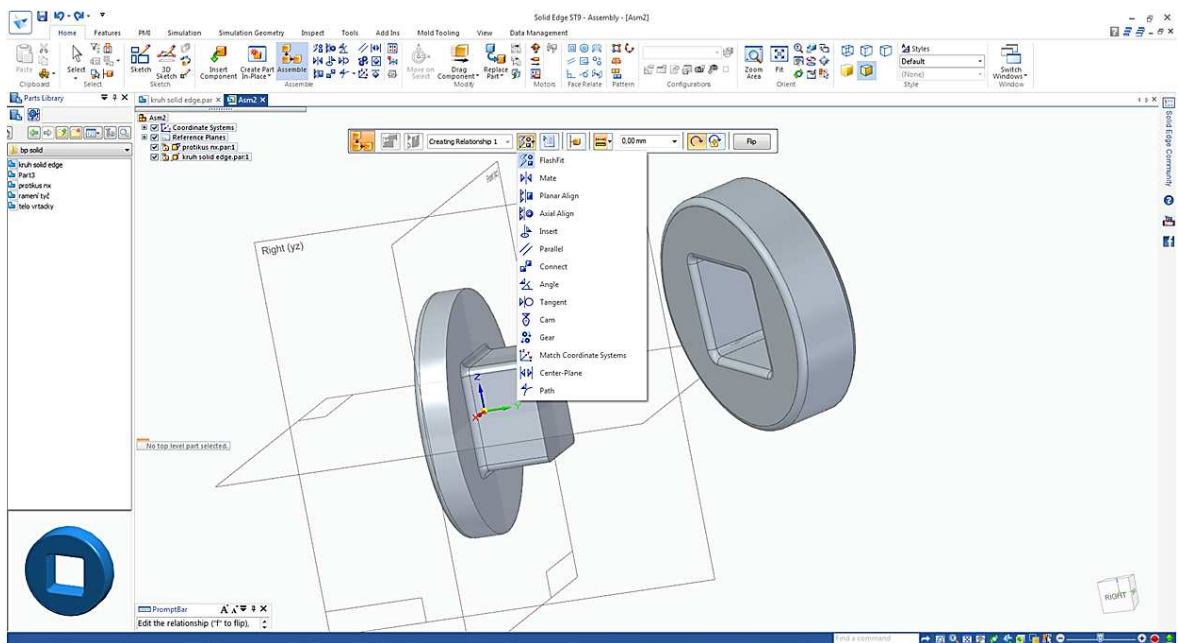 Solid Edge ST9 - Assembly - [Asm2]
Home Features PMI Simulation Simulation Geometry Inspect Tools Add Ins Mold Tooling View Data Management
Paste
Clipboard
Select
Select
Sketch
3D Sketch
Sketch
Insert Component
Create Part In-Place
Assemble
Assemble
Move on Select
Drag Component
Replace Part
Modify
Motors
Face Relate
Pattern
Configurations
Zoom Area
Fit
Orient
Styles
Default
(None)
Style
Switch Windows
Window
Parts Library
kruh solid edge.par
Asm2
bp solid
kruh solid edge
Part3
protikus nx
rameni tyč
telo vrtacky
Asm2
Coordinate Systems
Reference Planes
protikus nx.par:1
kruh solid edge.par:1
Creating Relationship 1
0,00 mm
Flip
FlashFit
Mate
Planar Align
Axial Align
Insert
Parallel
Connect
Angle
Tangent
Cam
Gear
Match Coordinate Systems
Center-Plane
Path
Right (yz)
Z
X
Y
No top level part selected.
RIGHT
Solid Edge Community
PromptBar
Edit the relationship ("f" to flip),
Find a command